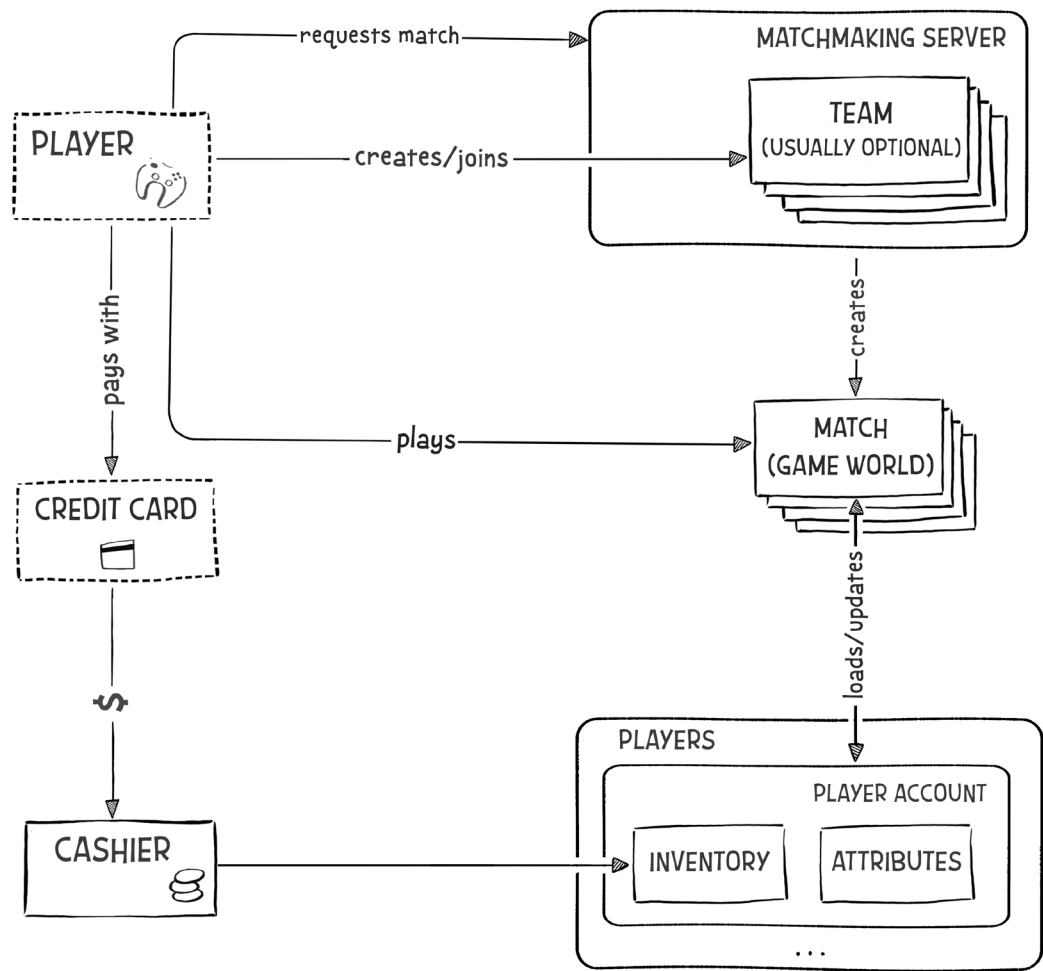 requests match
MATCHMAKING SERVER
TEAM
(USUALLY OPTIONAL)
PLAYER
creates/joins
pays with
creates
plays
MATCH
(GAME WORLD)
CREDIT CARD
loads/updates
$
PLAYERS
PLAYER ACCOUNT
CASHIER
INVENTORY
ATTRIBUTES
...